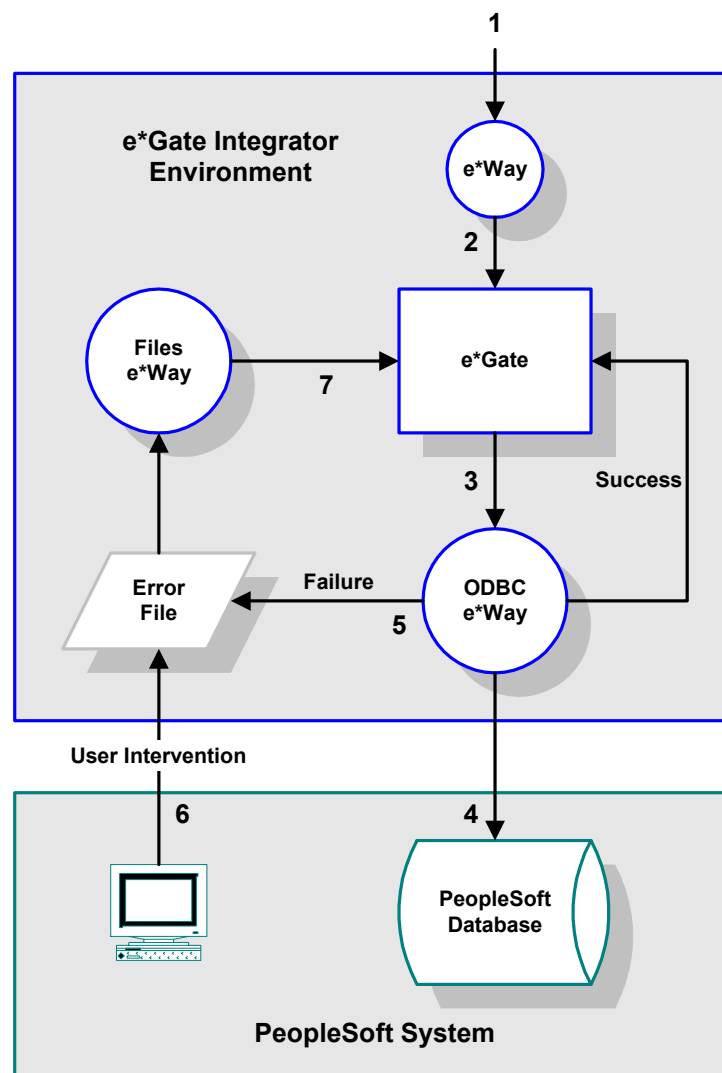 1
e*Gate Integrator
Environment
e*Way
2
Files
e*Way
e*Gate
7
3
Success
Error
File
Failure
ODBC
e*Way
5
User Intervention
6
4
PeopleSoft
Database
PeopleSoft System